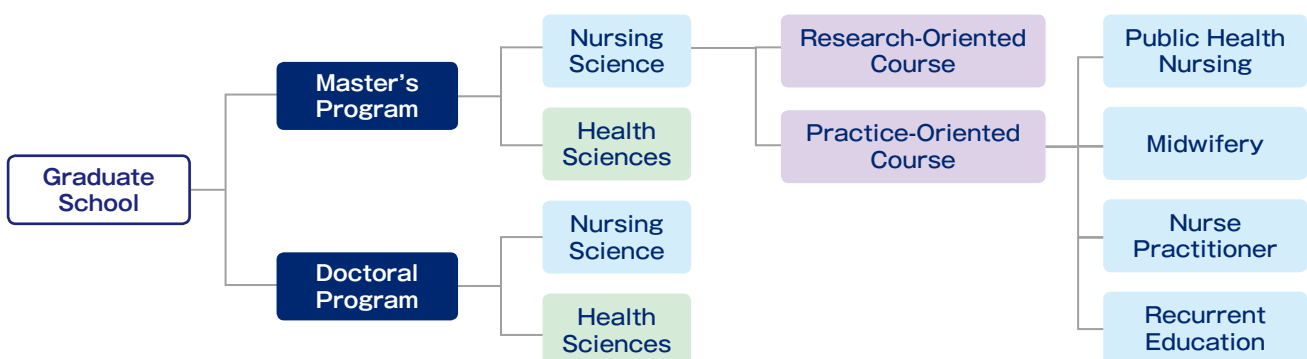 Graduate
School
Master's
Program
Doctoral
Program
Nursing
Science
Health
Sciences
Nursing
Science
Health
Sciences
Research-Oriented
Course
Practice-Oriented
Course
Public Health
Nursing
Midwifery
Nurse
Practitioner
Recurrent
Education